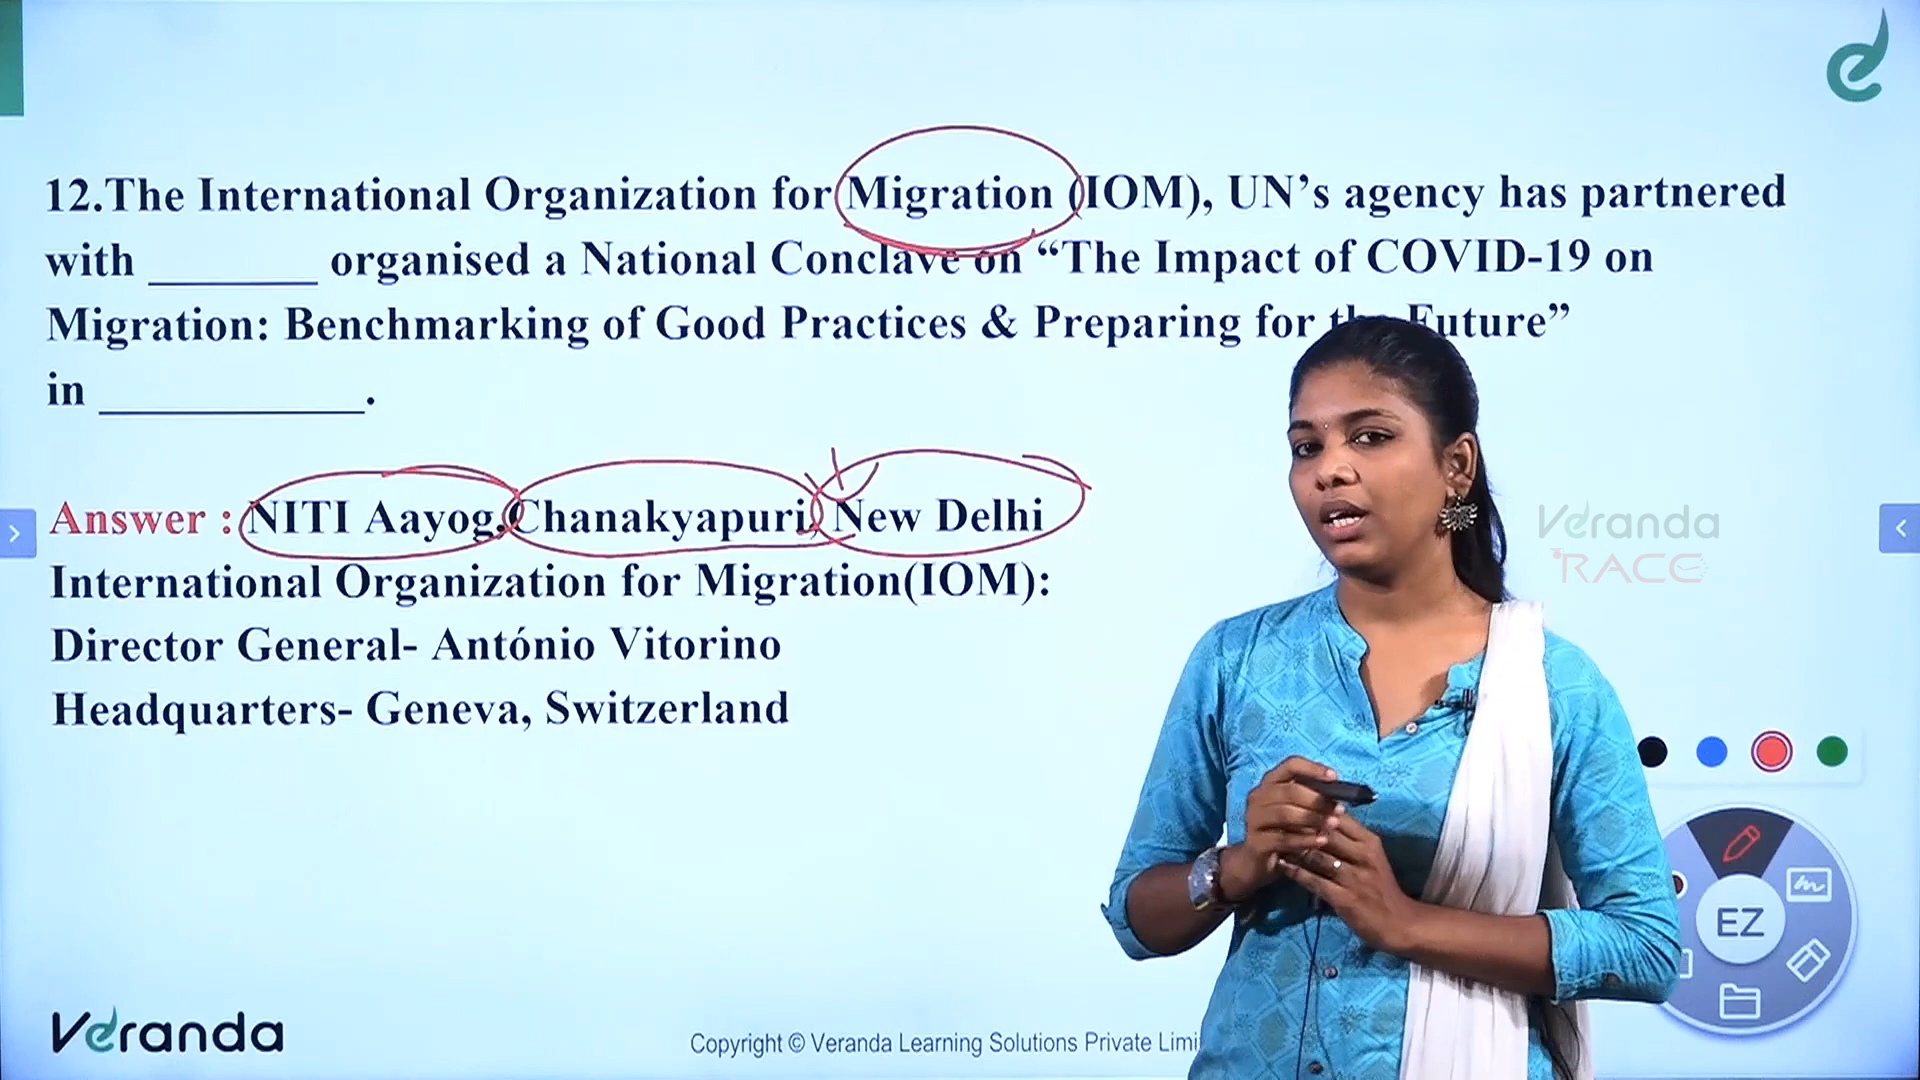 12.The International Organization for Migration (IOM), UN’s agency has partnered
with _______ organised a National Conclave on “The Impact of COVID-19 on
Migration: Benchmarking of Good Practices & Preparing for the Future”
in ___________.
Answer : NITI Aayog, Chanakyapuri, New Delhi
International Organization for Migration(IOM):
Director General- António Vitorino
Headquarters- Geneva, Switzerland
Veranda
RACE
EZ
Veranda
Copyright © Veranda Learning Solutions Private Limi